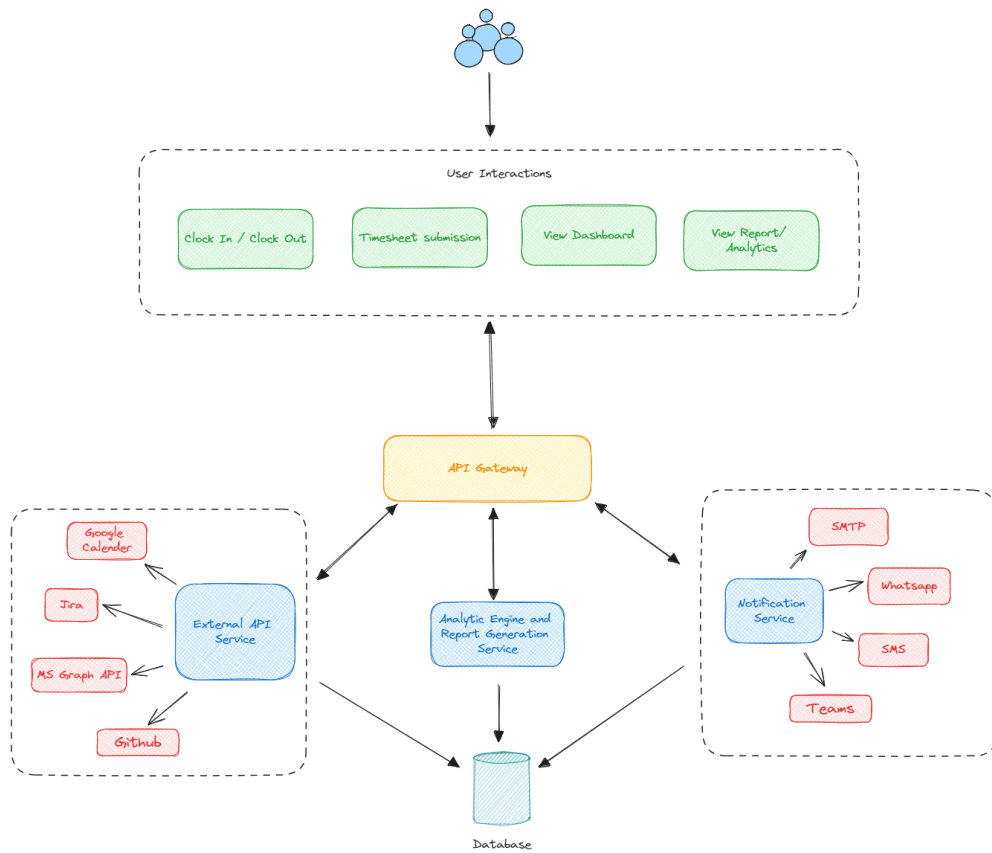 User Interactions
Clock In / Clock Out
Timesheet submission
View Dashboard
View Report/
Analytics
API Gateway
Google
Calender
Jira
MS Graph API
Github
External API
Service
Analytic Engine and
Report Generation
Service
Notification
Service
SMTP
Whatsapp
SMS
Teams
Database